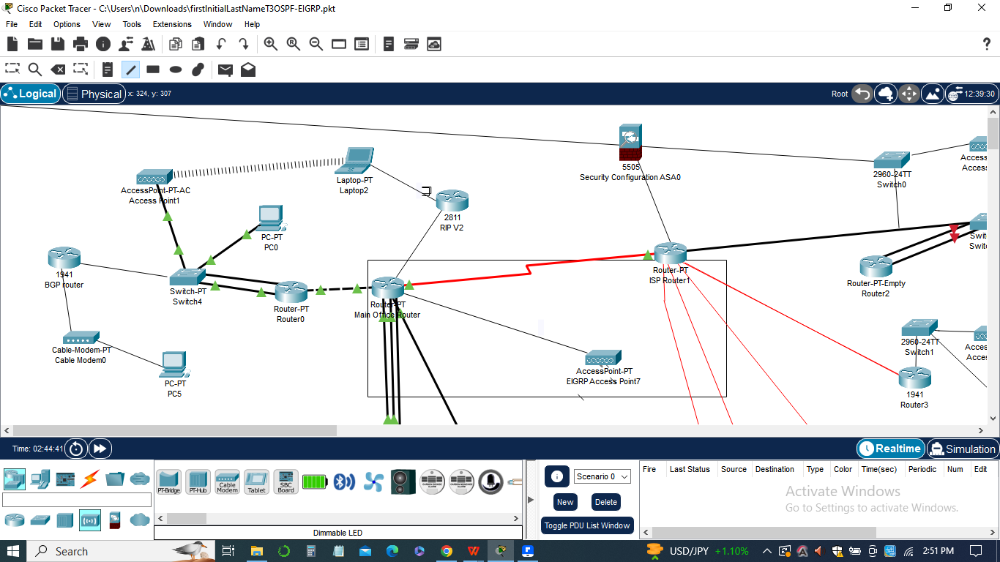 Cisco Packet Tracer - C:\Users\n\Downloads\firstInitialLastNameT3OSPF-EIGRP.pkt
File Edit Options View Tools Extensions Window Help
Logical Physical x: 324, y: 307 Root 12:39:30
5505
Security Configuration ASA0
Laptop-PT
Laptop2
AccessPoint-PT-AC
Access Point1
2960-24TT
Switch0
2811
RIP V2
PC-PT
PC0
1941
BGP router
Switch-PT
Switch4
Router-PT
Router0
Router-PT
Main Office Router
Router-PT
ISP Router1
Router-PT-Empty
Router2
Cable-Modem-PT
Cable Modem0
PC-PT
PC5
AccessPoint-PT
EIGRP Access Point7
2960-24TT
Switch1
1941
Router3
Time: 02:44:41 Realtime Simulation
PT-Bridge PT-Hub Cable Modem Tablet SBC Board
Scenario 0
New Delete
Toggle PDU List Window
Fire Last Status Source Destination Type Color Time(sec) Periodic Num Edit
Activate Windows
Go to Settings to activate Windows.
Dimmable LED
Search USD/JPY +1.10% 2:51 PM